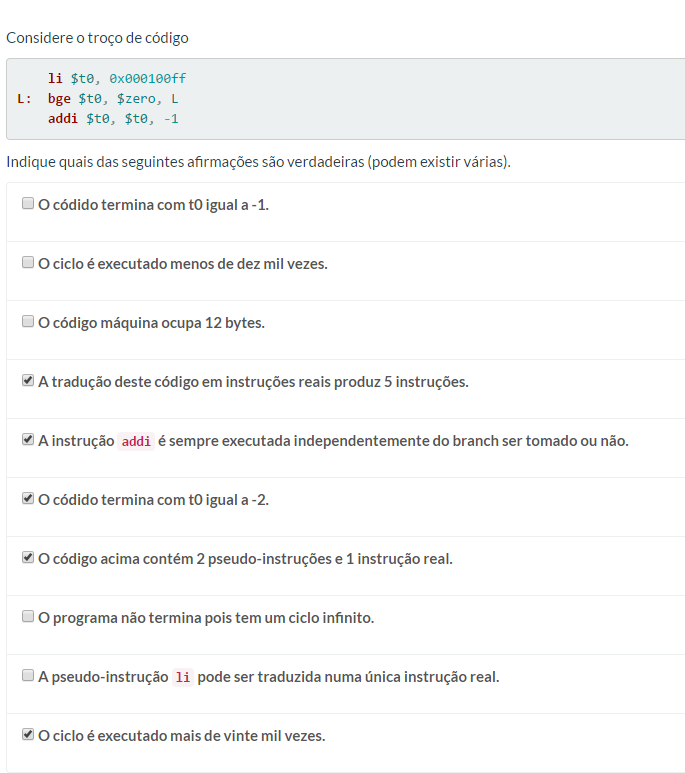 Considere o troço de código
li $t0, 0x000100ff
L: bge $t0, $zero, L
addi $t0, $t0, -1
Indique quais das seguintes afirmações são verdadeiras (podem existir várias).
O códido termina com t0 igual a -1.
O ciclo é executado menos de dez mil vezes.
O código máquina ocupa 12 bytes.
A tradução deste código em instruções reais produz 5 instruções.
A instrução addi é sempre executada independentemente do branch ser tomado ou não.
O códido termina com t0 igual a -2.
O código acima contém 2 pseudo-instruções e 1 instrução real.
O programa não termina pois tem um ciclo infinito.
A pseudo-instrução li pode ser traduzida numa única instrução real.
O ciclo é executado mais de vinte mil vezes.